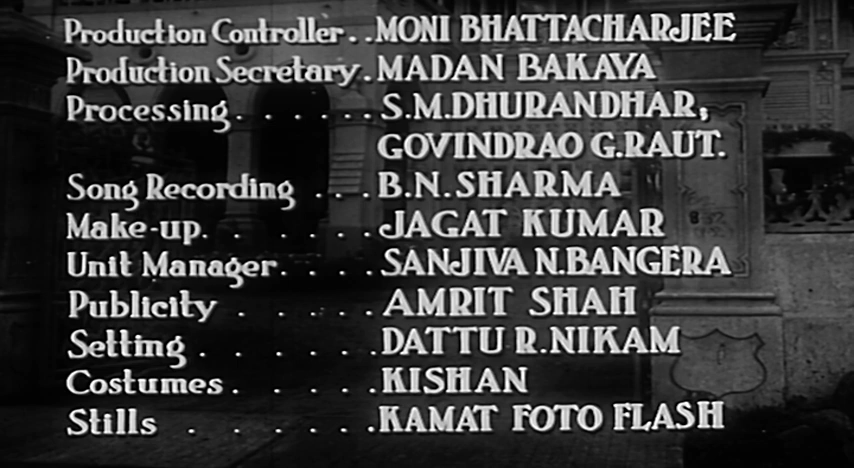 Production Controller..MONI BHATTACHARJEE
Production Secretary.MADAN BAKAYA
Processing......S.M.DHURANDHAR,
GOVINDRAO G.RAUT.
Song Recording ...B.N.SHARMA
Make-up. . . . .JAGAT KUMAR
Unit Manager. . . .SANJIVA N.BANGERA
Publicity . . . . .AMRIT SHAH
Setting . . . . . .DATTU R.NIKAM
Costumes . . . . .KISHAN
Stills . . . . . .KAMAT FOTO FLASH